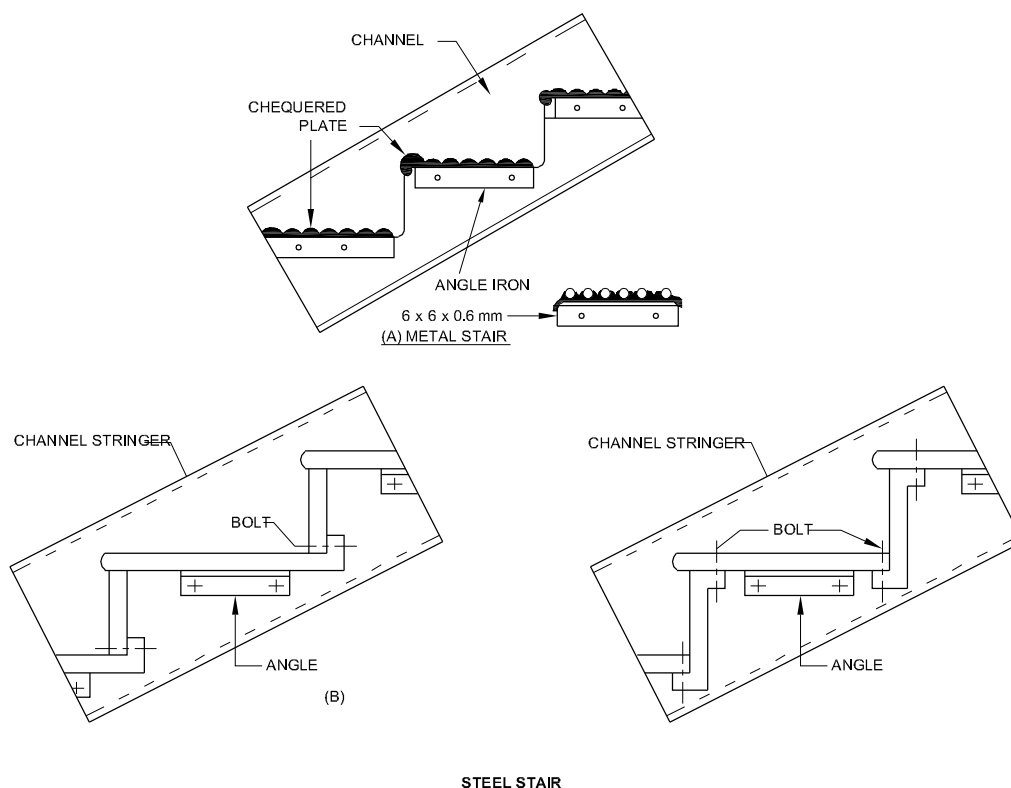 CHANNEL
CHEQUERED
PLATE
ANGLE IRON
6 x 6 x 0.6 mm
(A) METAL STAIR
CHANNEL STRINGER
BOLT
ANGLE
(B)
CHANNEL STRINGER
BOLT
ANGLE
STEEL STAIR